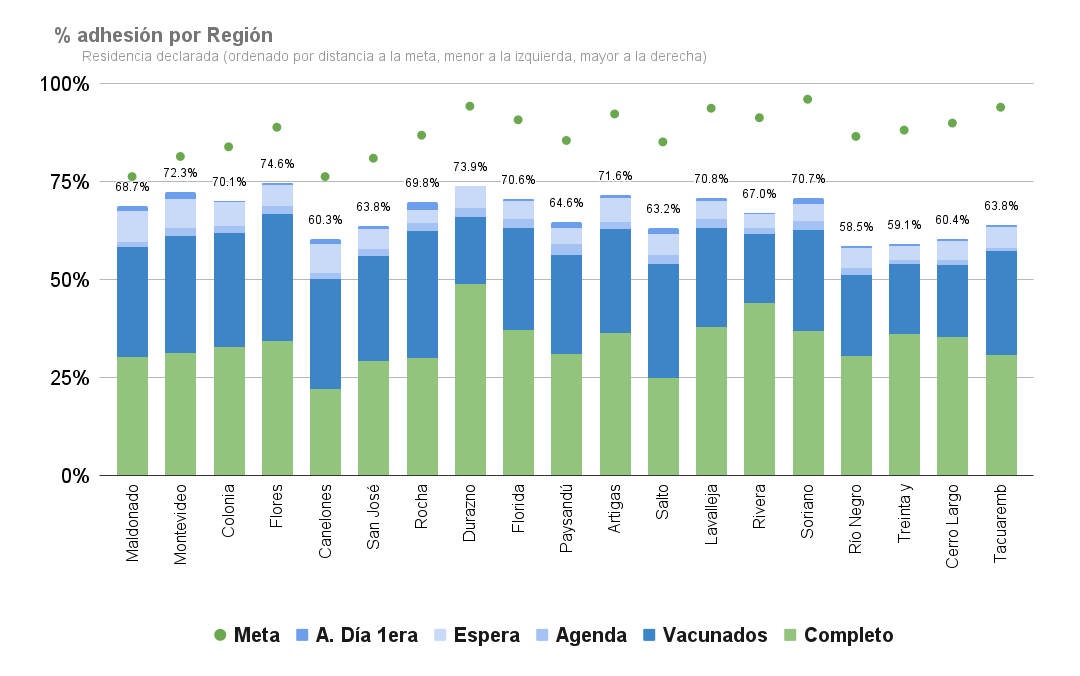 % adhesión por Región
Residencia declarada (ordenado por distancia a la meta, menor a la izquierda, mayor a la derecha)
100%
75%
50%
25%
0%
68.7%
72.3%
70.1%
74.6%
60.3%
63.8%
69.8%
73.9%
70.6%
64.6%
71.6%
63.2%
70.8%
67.0%
70.7%
58.5%
59.1%
60.4%
63.8%
Maldonado
Montevideo
Colonia
Flores
Canelones
San José
Rocha
Durazno
Florida
Paysandú
Artigas
Salto
Lavalleja
Rivera
Soriano
Río Negro
Treinta y
Cerro Largo
Tacuaremb
Meta
A. Día 1era
Espera
Agenda
Vacunados
Completo